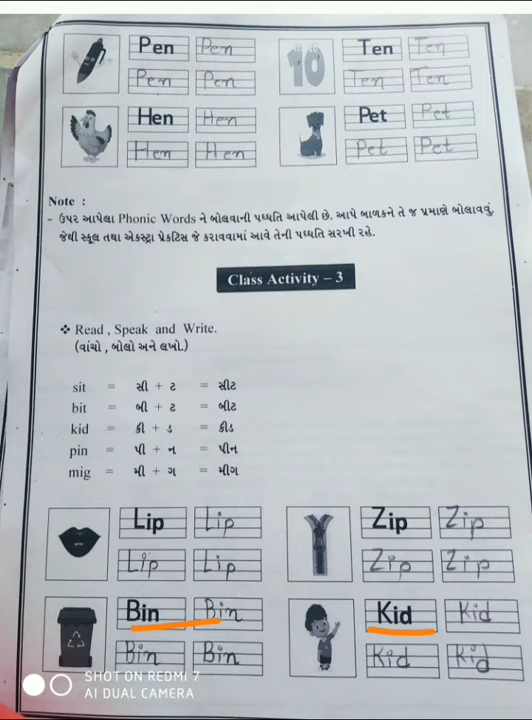 Pen Pen Ten Ten
Pen Pen 10 Ten Ten
Hen Hen Pet Pet
Hen Hen Pet Pet
Note :
- ઉપર આપેલા Phonic Words ને બોલવાની પધ્ધતિ આપેલી છે. આપે બાળકને તે જ પ્રમાણે બોલાવવું.
જેથી સ્કૂલ તથા એકસ્ટ્રા પ્રેકટિસ જે કરાવવામાં આવે તેની પધ્ધતિ સરખી રહે.
Class Activity – 3
❖ Read , Speak and Write.
(વાંચો , બોલો અને લખો.)
sit = સી + ટ = સીટ
bit = બી + ટ = બીટ
kid = કી + ડ = કીડ
pin = પી + ન = પીન
mig = મી + ગ = મીગ
Lip Lip Zip Zip
Lip Lip Zip Zip
Bin Bin Kid Kid
Bin Bin Kid Kid
SHOT ON REDMI 7
AI DUAL CAMERA